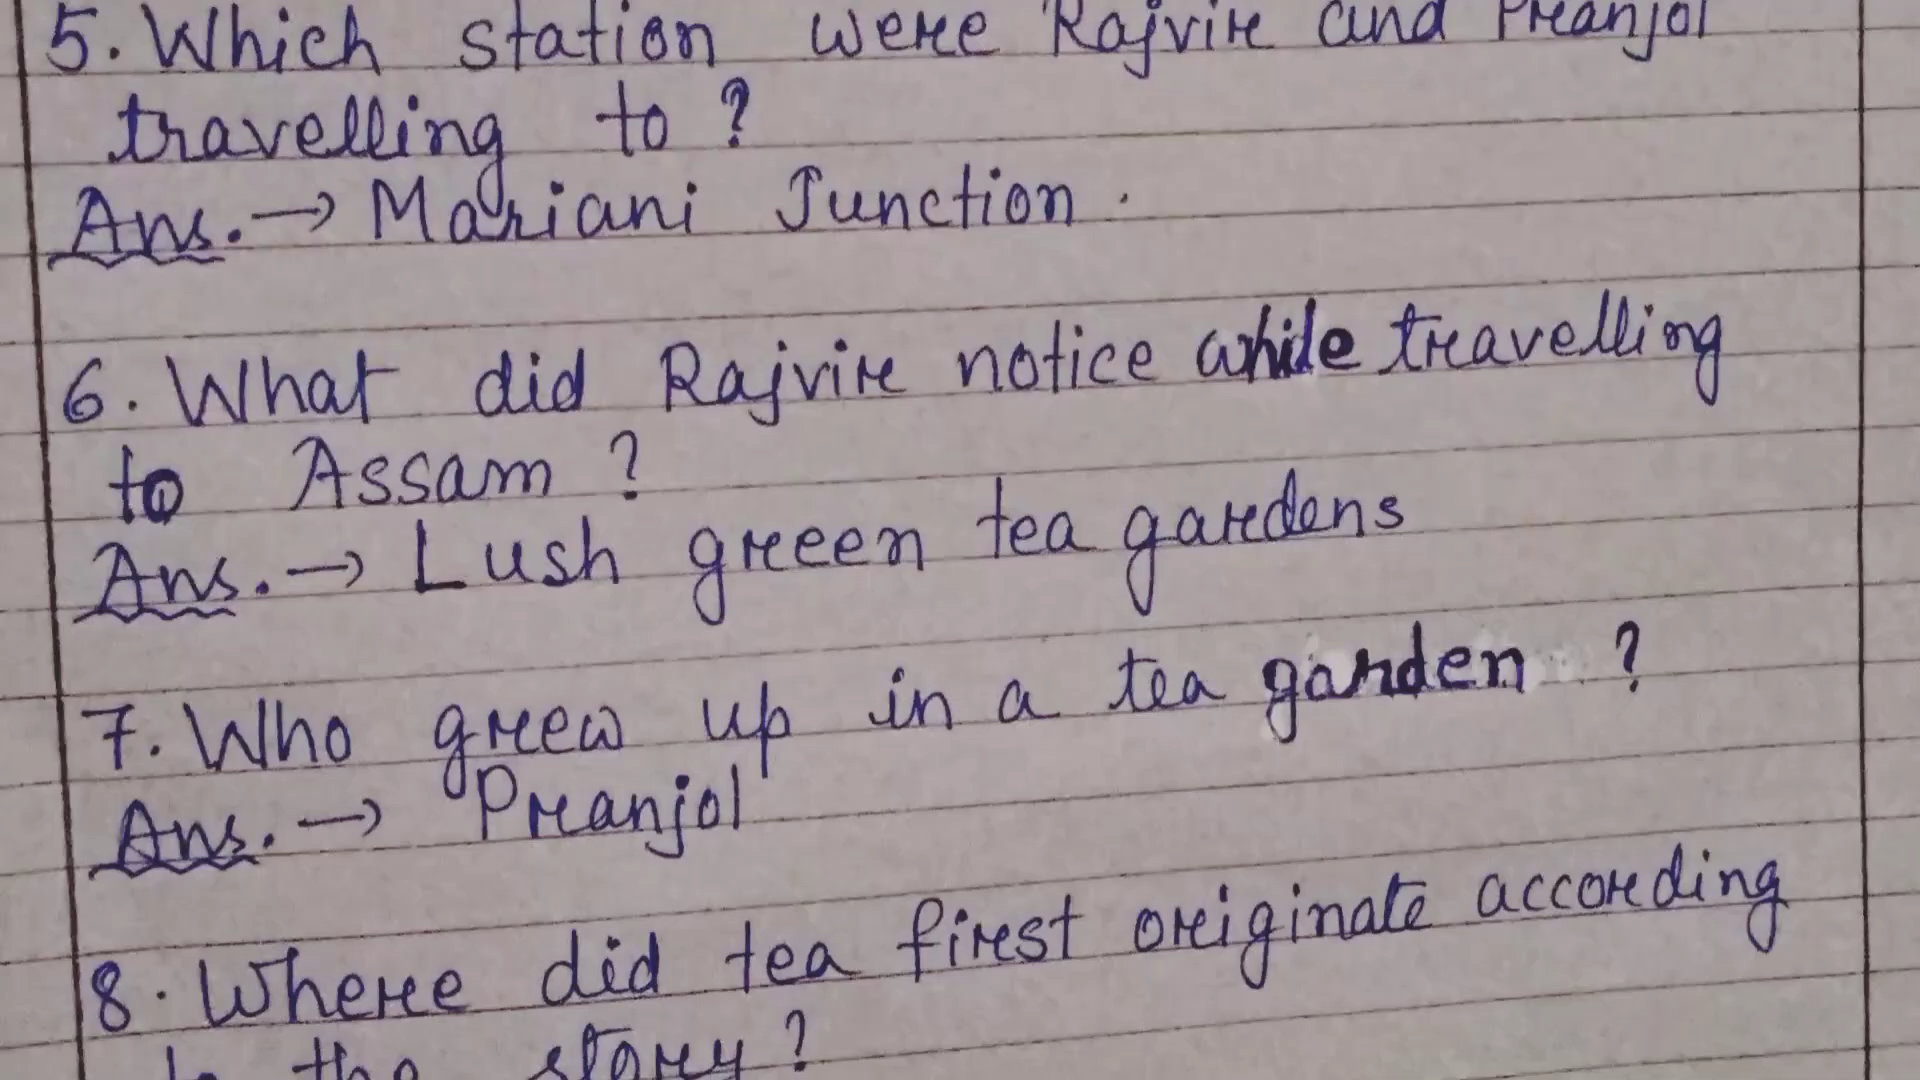 5. Which station were Rajvir and Pranjol
travelling to ?
Ans. → Mariani Junction .
6. What did Rajvir notice while travelling
to Assam ?
Ans. → Lush green tea gardens
7. Who grew up in a tea garden ?
Ans. → Pranjol
8. Where did tea first originate according
to the story ?